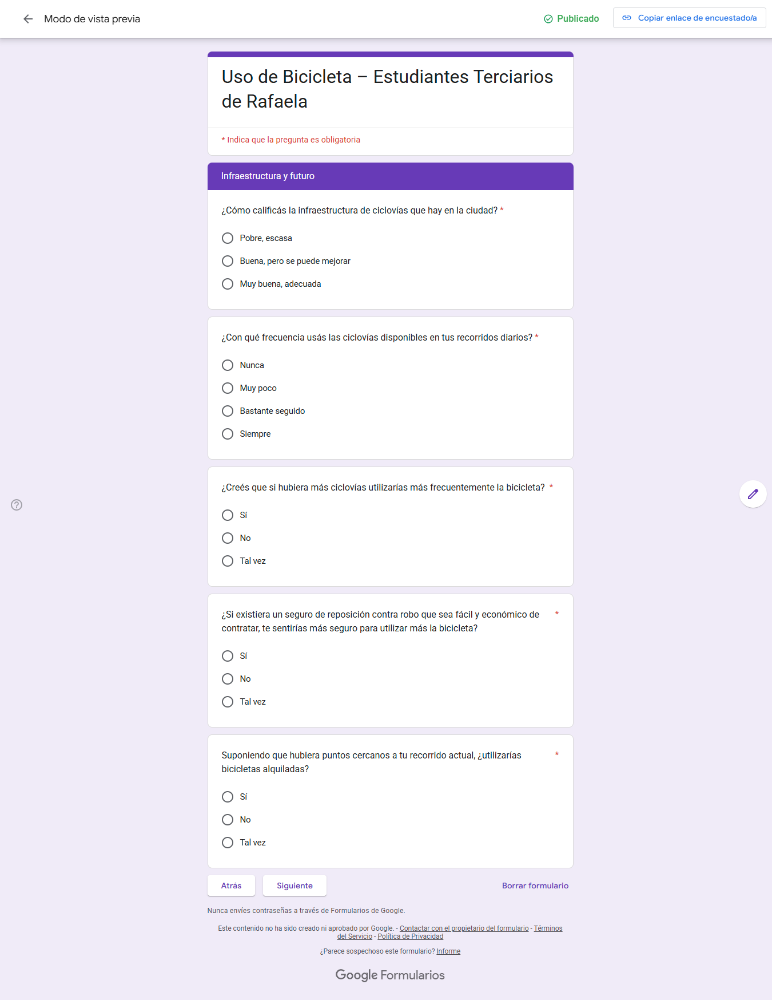 Modo de vista previa
Publicado
Copiar enlace de encuestado/a
Uso de Bicicleta – Estudiantes Terciarios
de Rafaela
* Indica que la pregunta es obligatoria
Infraestructura y futuro
¿Cómo calificás la infraestructura de ciclovías que hay en la ciudad? *
Pobre, escasa
Buena, pero se puede mejorar
Muy buena, adecuada
¿Con qué frecuencia usás las ciclovías disponibles en tus recorridos diarios? *
Nunca
Muy poco
Bastante seguido
Siempre
¿Creés que si hubiera más ciclovías utilizarías más frecuentemente la bicicleta? *
Sí
No
Tal vez
¿Si existiera un seguro de reposición contra robo que sea fácil y económico de *
contratar, te sentirías más seguro para utilizar más la bicicleta?
Sí
No
Tal vez
Suponiendo que hubiera puntos cercanos a tu recorrido actual, ¿utilizarías *
bicicletas alquiladas?
Sí
No
Tal vez
Atrás
Siguiente
Borrar formulario
Nunca envíes contraseñas a través de Formularios de Google.
Este contenido no ha sido creado ni aprobado por Google. - Contactar con el propietario del formulario - Términos
del Servicio - Política de Privacidad
¿Parece sospechoso este formulario? Informe
Google Formularios